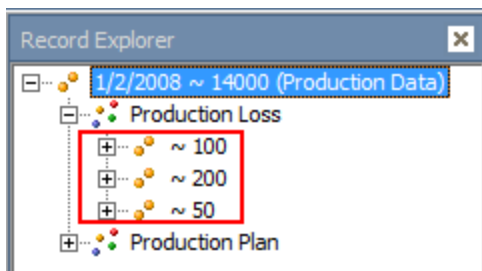 Record Explorer
1/2/2008 ~ 14000 (Production Data)
Production Loss
~ 100
~ 200
~ 50
Production Plan